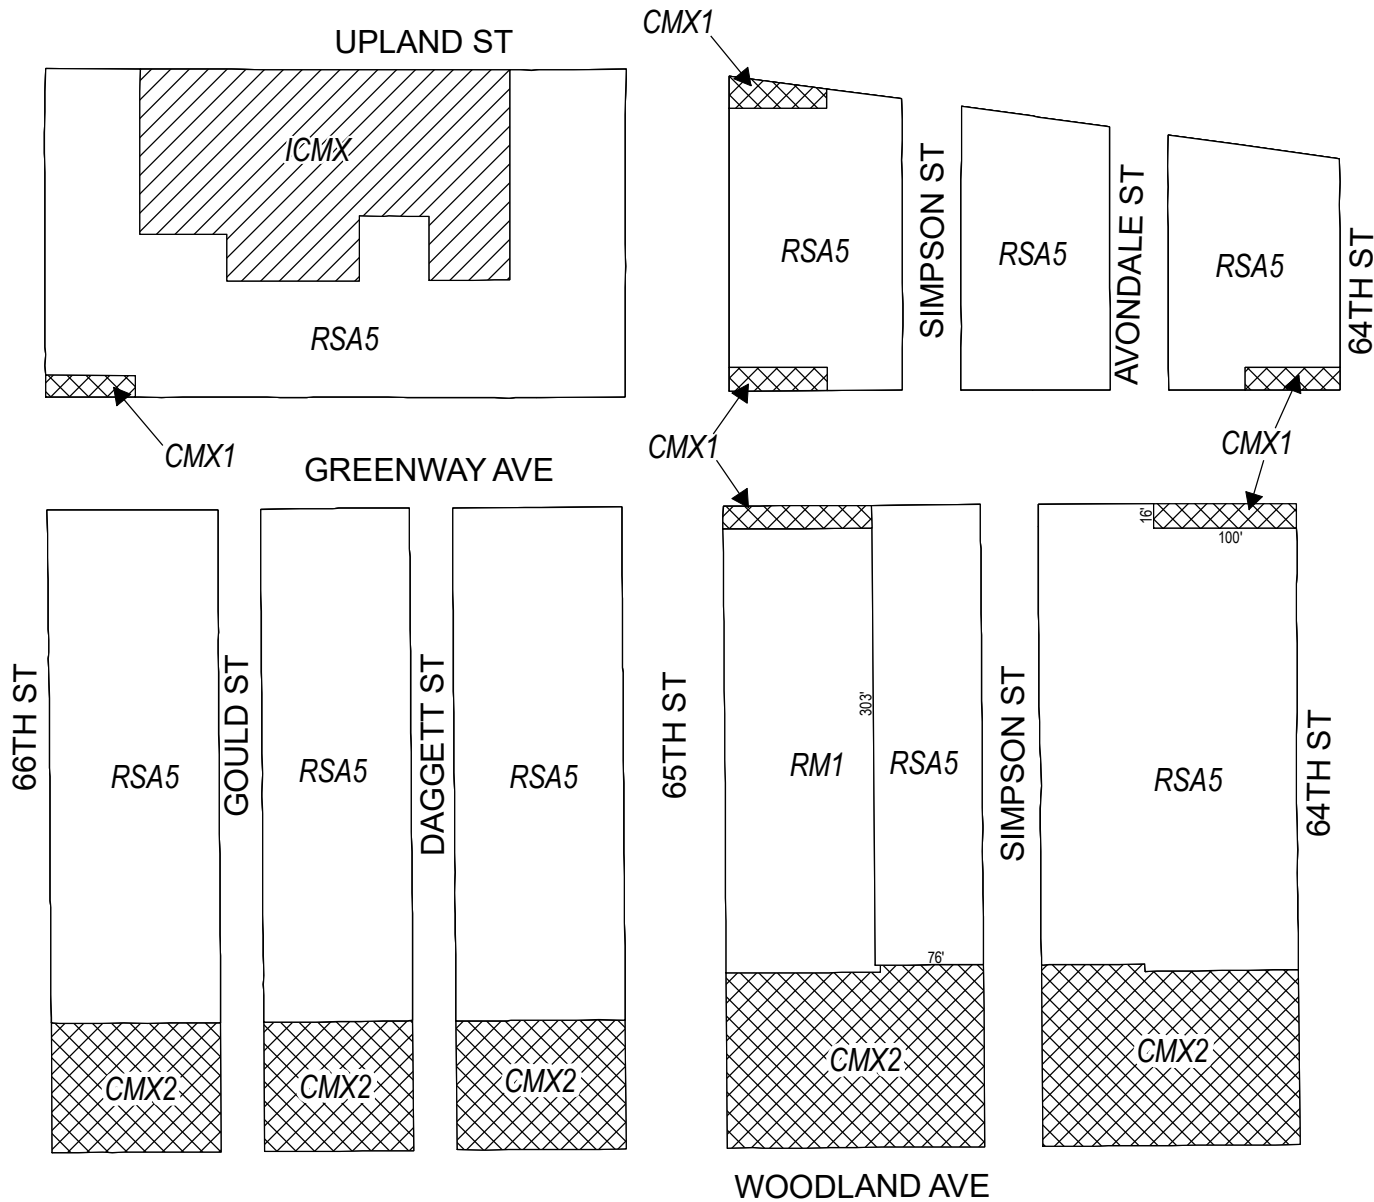 CMX1
UPLAND ST
ICMX
SIMPSON ST
AVONDALE ST
64TH ST
RSA5
RSA5
RSA5
RSA5
CMX1
CMX1
CMX1
GREENWAY AVE
16'
100'
66TH ST
GOULD ST
DAGGETT ST
65TH ST
303'
SIMPSON ST
64TH ST
RSA5
RSA5
RSA5
RM1
RSA5
RSA5
76'
CMX2
CMX2
CMX2
CMX2
CMX2
WOODLAND AVE